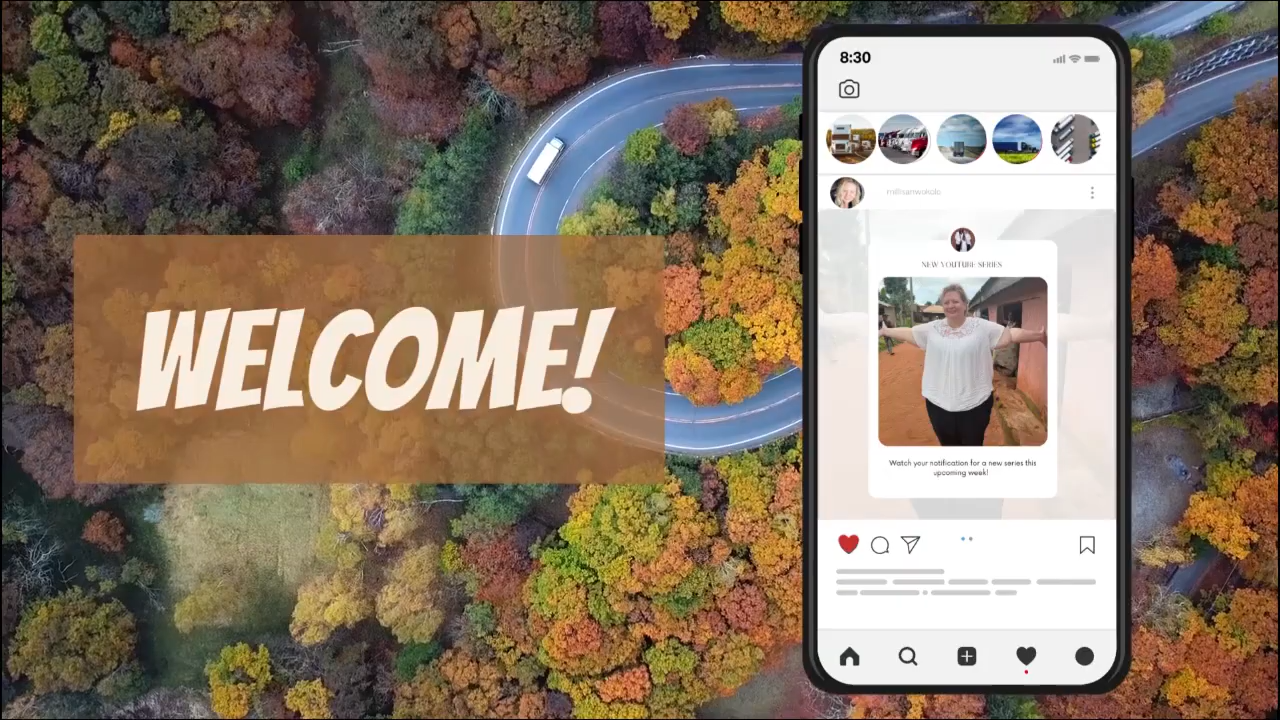 WELCOME!
8:30
NEW YOUTUBE SERIES
Watch your notification for a new series this
upcoming week!